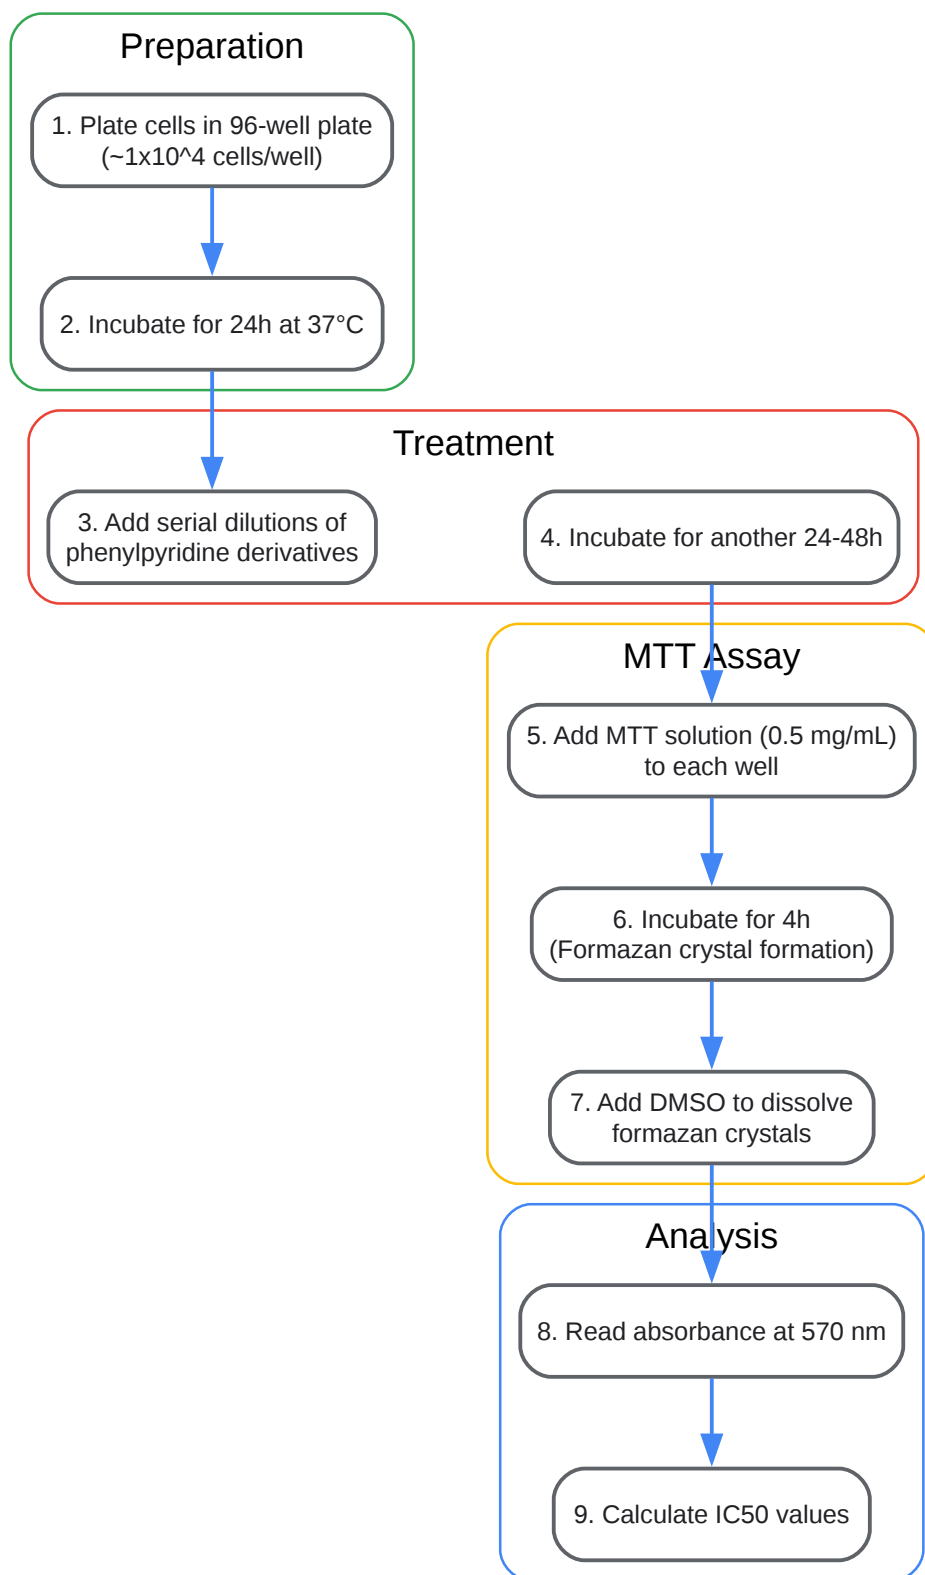 Preparation
1. Plate cells in 96-well plate
(~1x10^4 cells/well)
2. Incubate for 24h at 37°C
Treatment
3. Add serial dilutions of
phenylpyridine derivatives
4. Incubate for another 24-48h
MTT Assay
5. Add MTT solution (0.5 mg/mL)
to each well
6. Incubate for 4h
(Formazan crystal formation)
7. Add DMSO to dissolve
formazan crystals
Analysis
8. Read absorbance at 570 nm
9. Calculate IC50 values